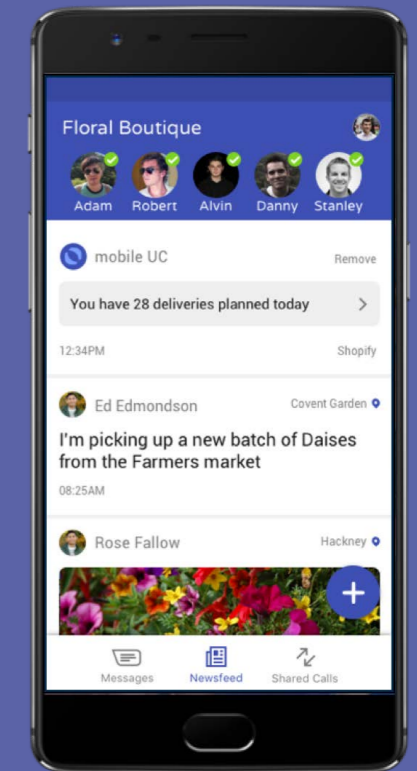 Floral Boutique
Adam Robert Alvin Danny Stanley
mobile UC Remove
You have 28 deliveries planned today
12:34PM Shopify
Ed Edmondson Covent Garden
I'm picking up a new batch of Daises
from the Farmers market
08:25AM
Rose Fallow Hackney
Messages Newsfeed Shared Calls